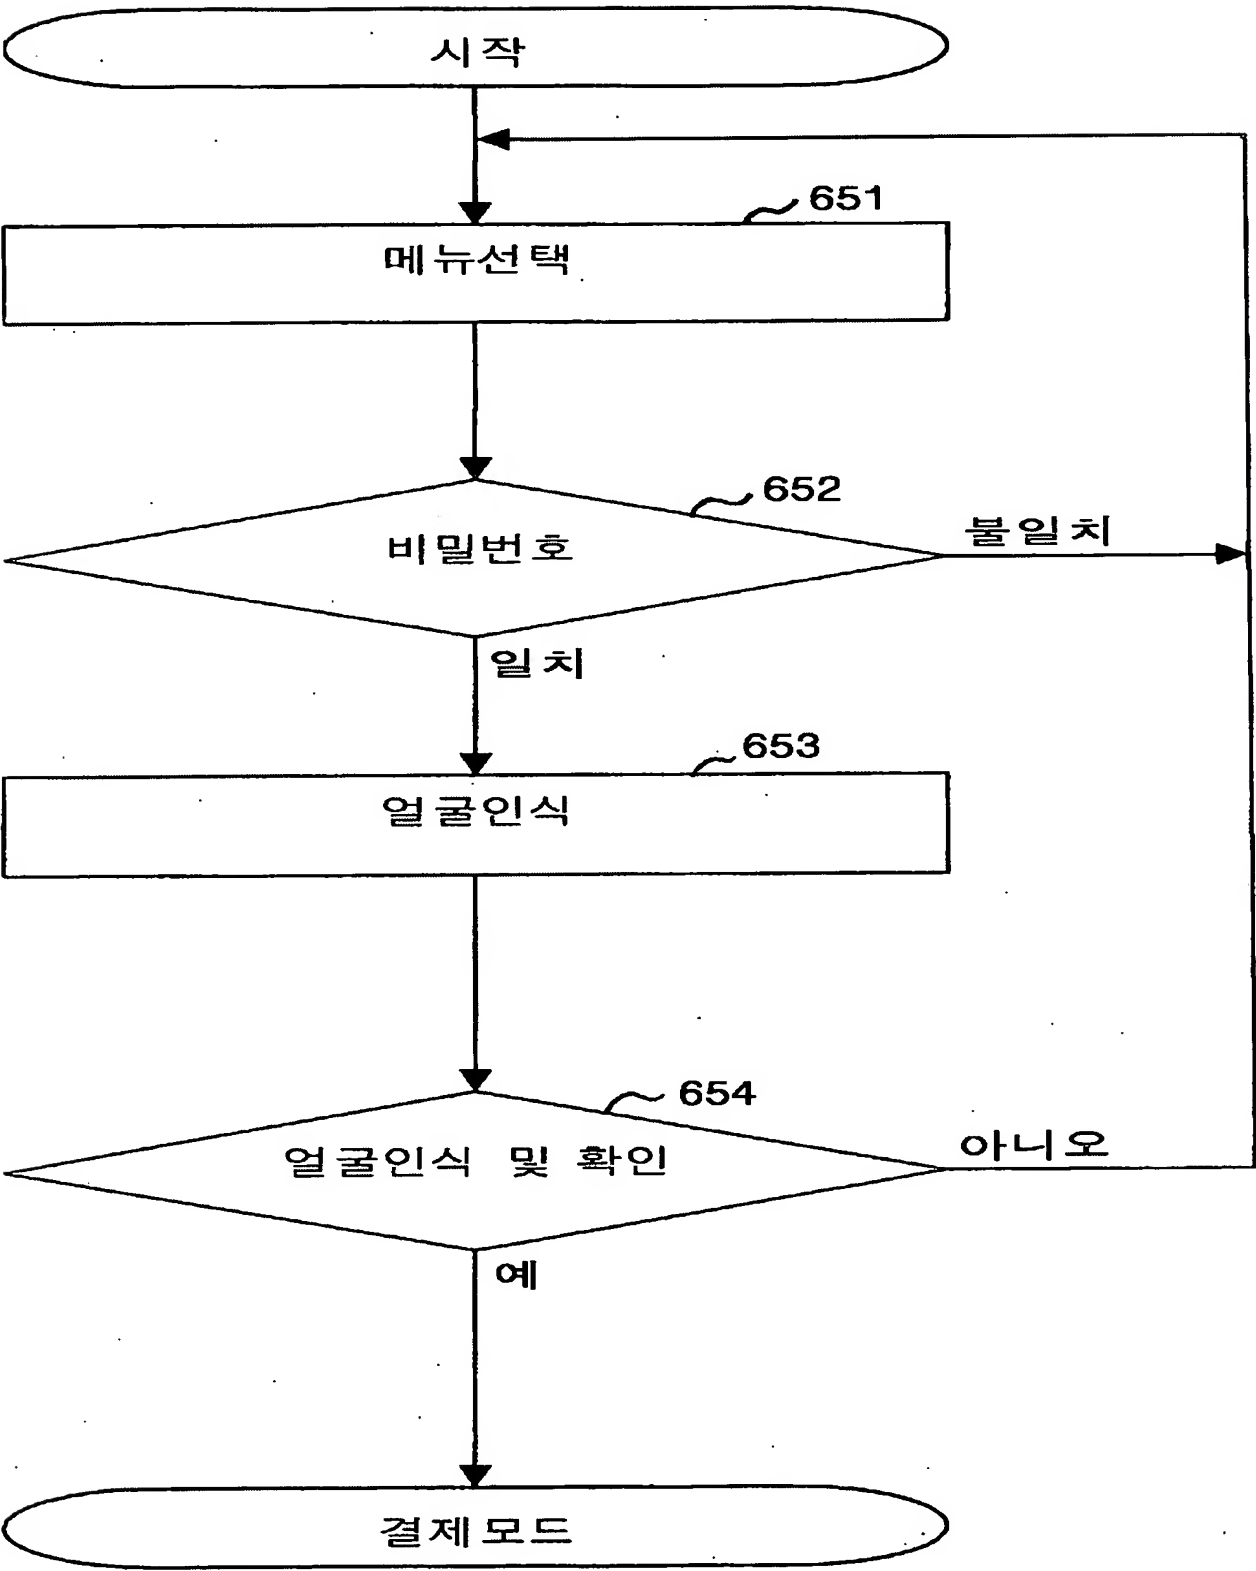 시작
651
메뉴선택
652
비밀번호
불일치
일치
653
얼굴인식
654
얼굴인식 및 확인
아니오
예
결제모드